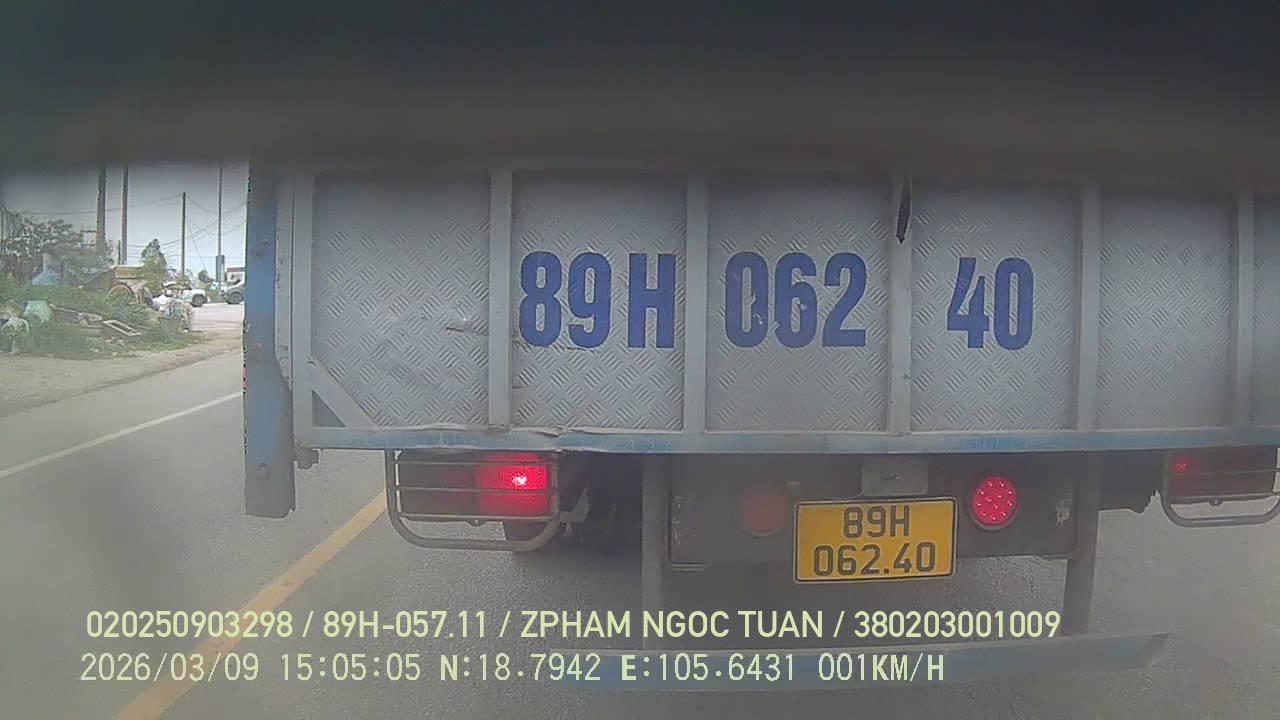 89H 062 40
89H
062.40
020250903298 / 89H-057.11 / ZPHAM NGOC TUAN / 380203001009
2026/03/09 15:05:05 N:18.7942 E:105.6431 001KM/H